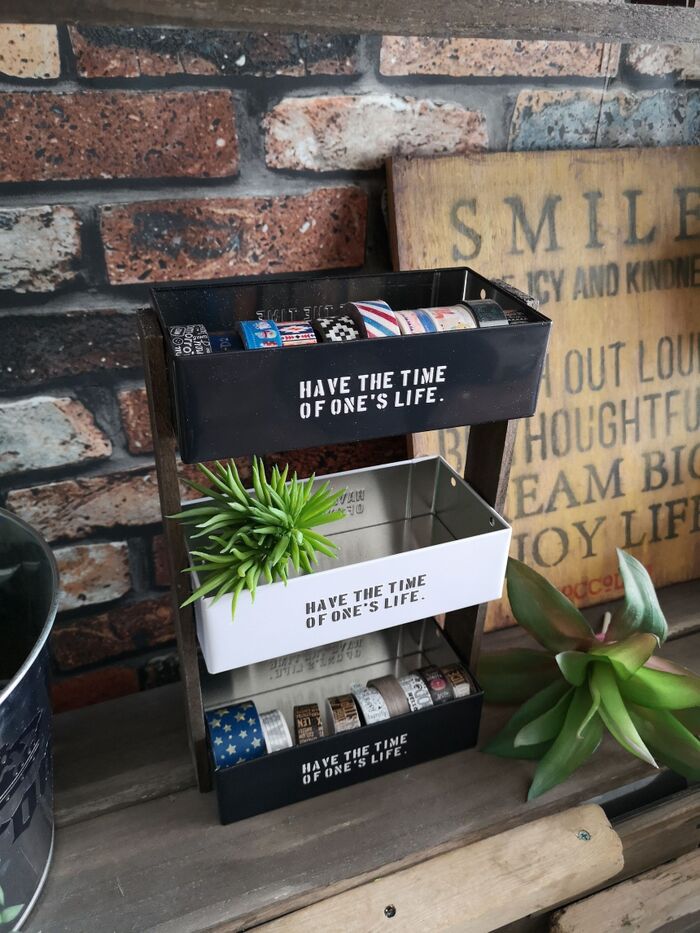 SMILE
JOY AND KINDNE
OUT LOU
THOUGHTFU
EAM BIG
JOY LIF
HAVE THE TIME
OF ONE'S LIFE.
HAVE THE TIME
OF ONE'S LIFE.
HAVE THE TIME
OF ONE'S LIFE.